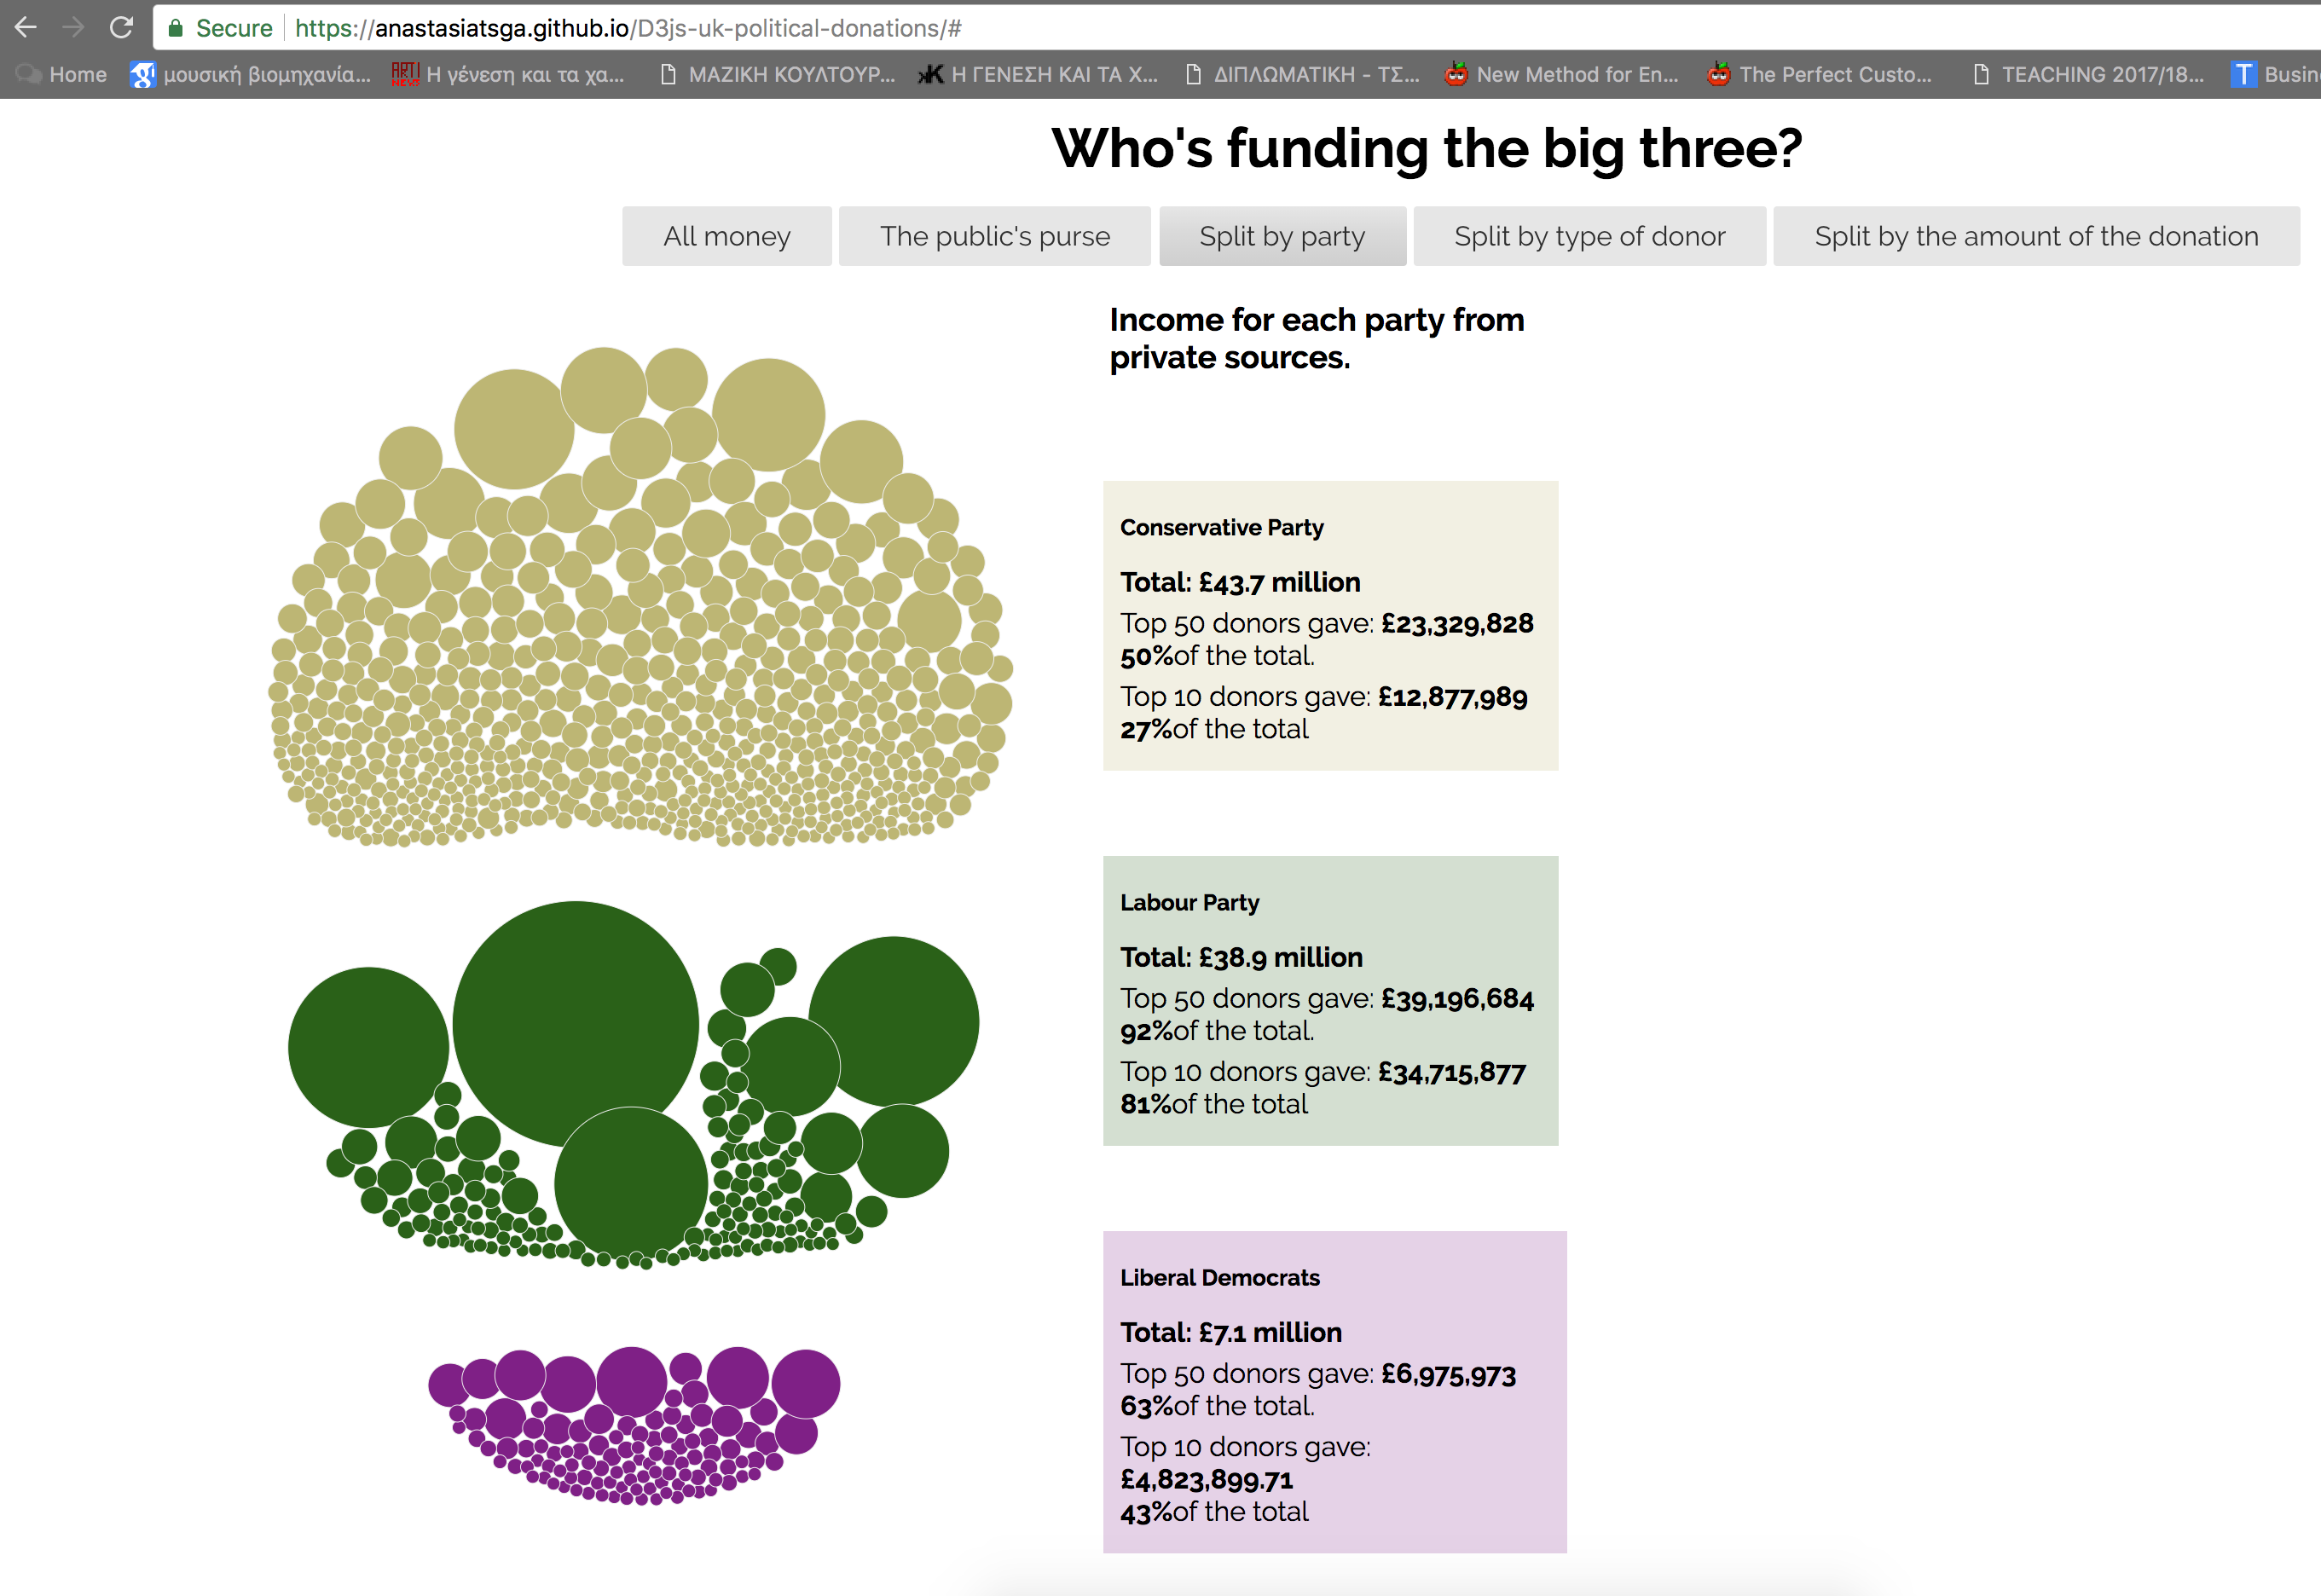 Secure https://anastasiatsga.github.io/D3js-uk-political-donations/#
Home μουσική βιομηχανία... ARTI NEWS Η γένεση και τα χα... ΜΑΖΙΚΗ ΚΟΥΛΤΟΥΡ... κΚ Η ΓΕΝΕΣΗ ΚΑΙ ΤΑ Χ... ΔΙΠΛΩΜΑΤΙΚΗ - ΤΣ... New Method for En... The Perfect Custo... TEACHING 2017/18... T Busin
Who's funding the big three?
All money The public's purse Split by party Split by type of donor Split by the amount of the donation
Income for each party from
private sources.
Conservative Party
Total: £43.7 million
Top 50 donors gave: £23,329,828
50%of the total.
Top 10 donors gave: £12,877,989
27%of the total
Labour Party
Total: £38.9 million
Top 50 donors gave: £39,196,684
92%of the total.
Top 10 donors gave: £34,715,877
81%of the total
Liberal Democrats
Total: £7.1 million
Top 50 donors gave: £6,975,973
63%of the total.
Top 10 donors gave:
£4,823,899.71
43%of the total